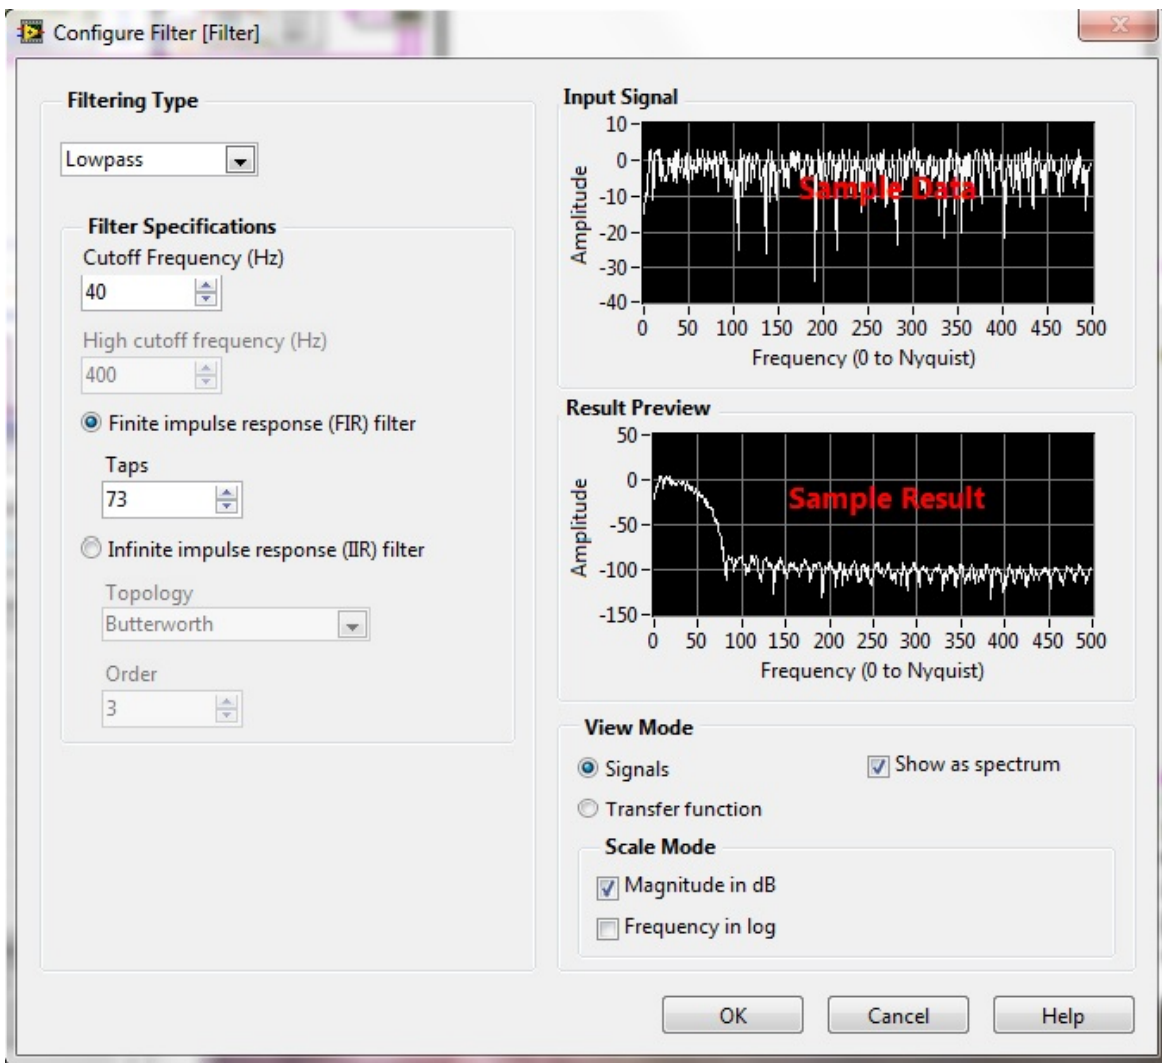 Configure Filter [Filter]
Filtering Type
Lowpass
Filter Specifications
Cutoff Frequency (Hz)
40
High cutoff frequency (Hz)
400
Finite impulse response (FIR) filter
Taps
73
Infinite impulse response (IIR) filter
Topology
Butterworth
Order
3
Input Signal
10
0
-10
-20
-30
-40
Amplitude
Sample Data
0 50 100 150 200 250 300 350 400 450 500
Frequency (0 to Nyquist)
Result Preview
50
0
-50
-100
-150
Amplitude
Sample Result
0 50 100 150 200 250 300 350 400 450 500
Frequency (0 to Nyquist)
View Mode
Signals
Show as spectrum
Transfer function
Scale Mode
Magnitude in dB
Frequency in log
OK Cancel Help